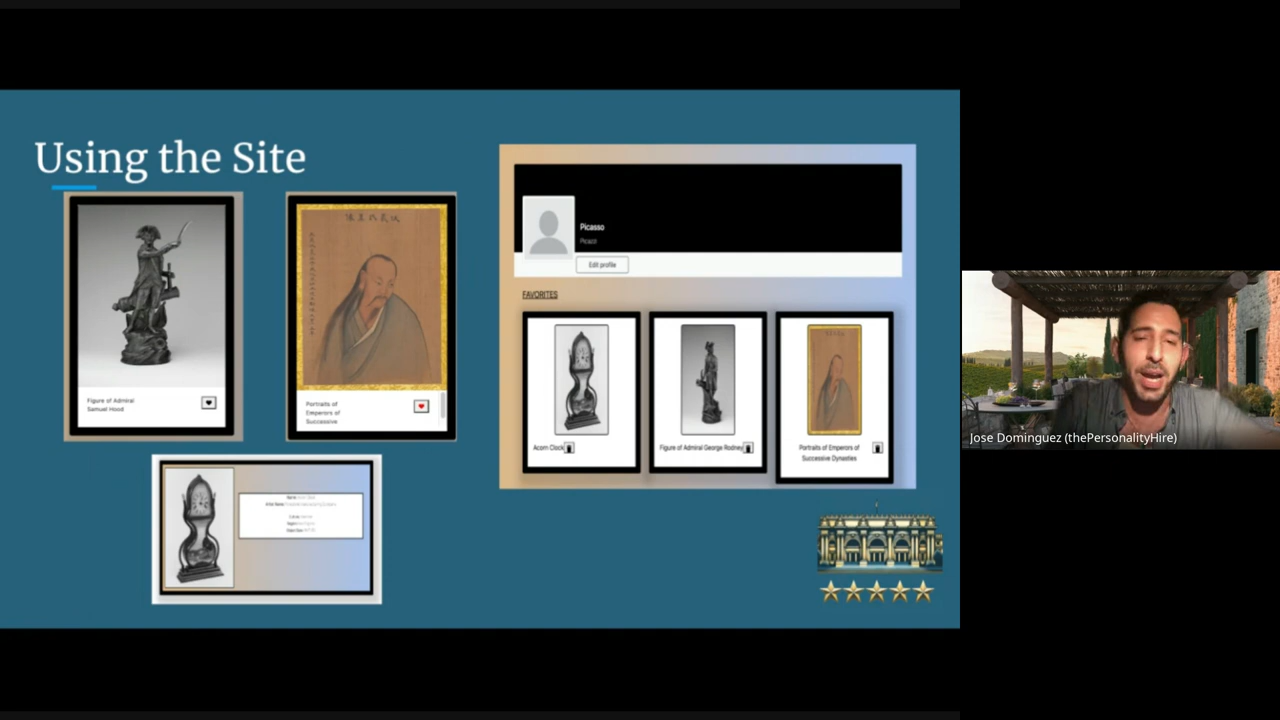 Using the Site
Figure of Admiral
Samuel Hood
Portraits of
Emperors of
Successive
Picasso
Edit profile
FAVORITES
Acorn Clock
Figure of Admiral George Rodney
Portraits of Emperors of
Successive Dynasties
Jose Dominguez (thePersonalityHire)